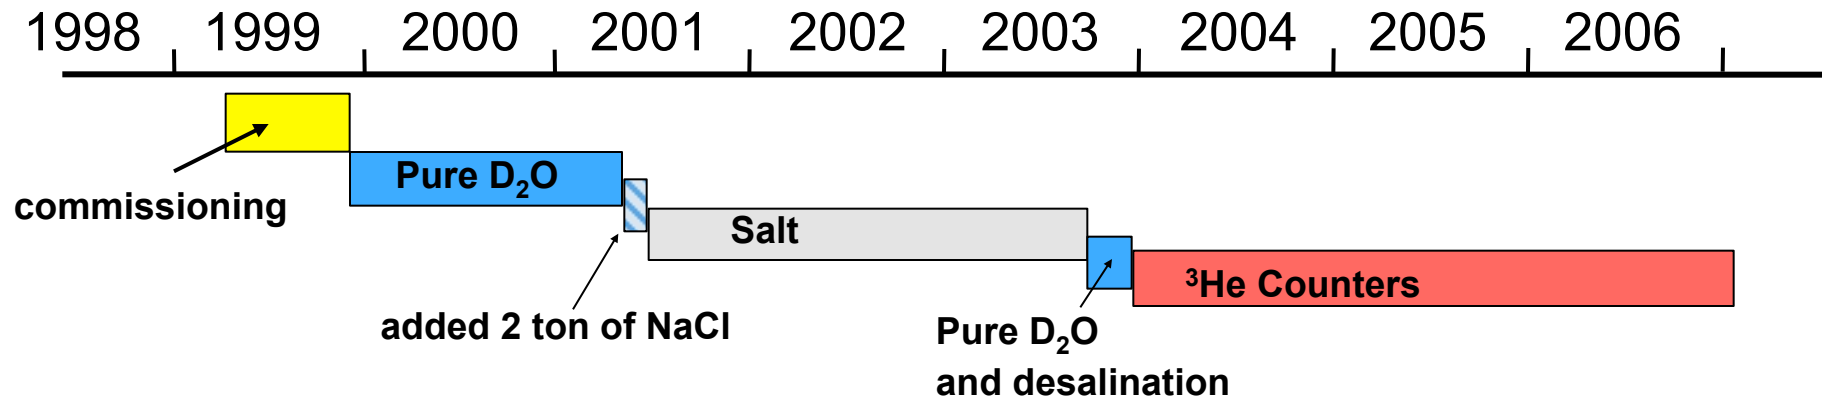 1998 1999 2000 2001 2002 2003 2004 2005 2006
commissioning
Pure D₂O
added 2 ton of NaCl
Salt
Pure D₂O
and desalination
³He Counters